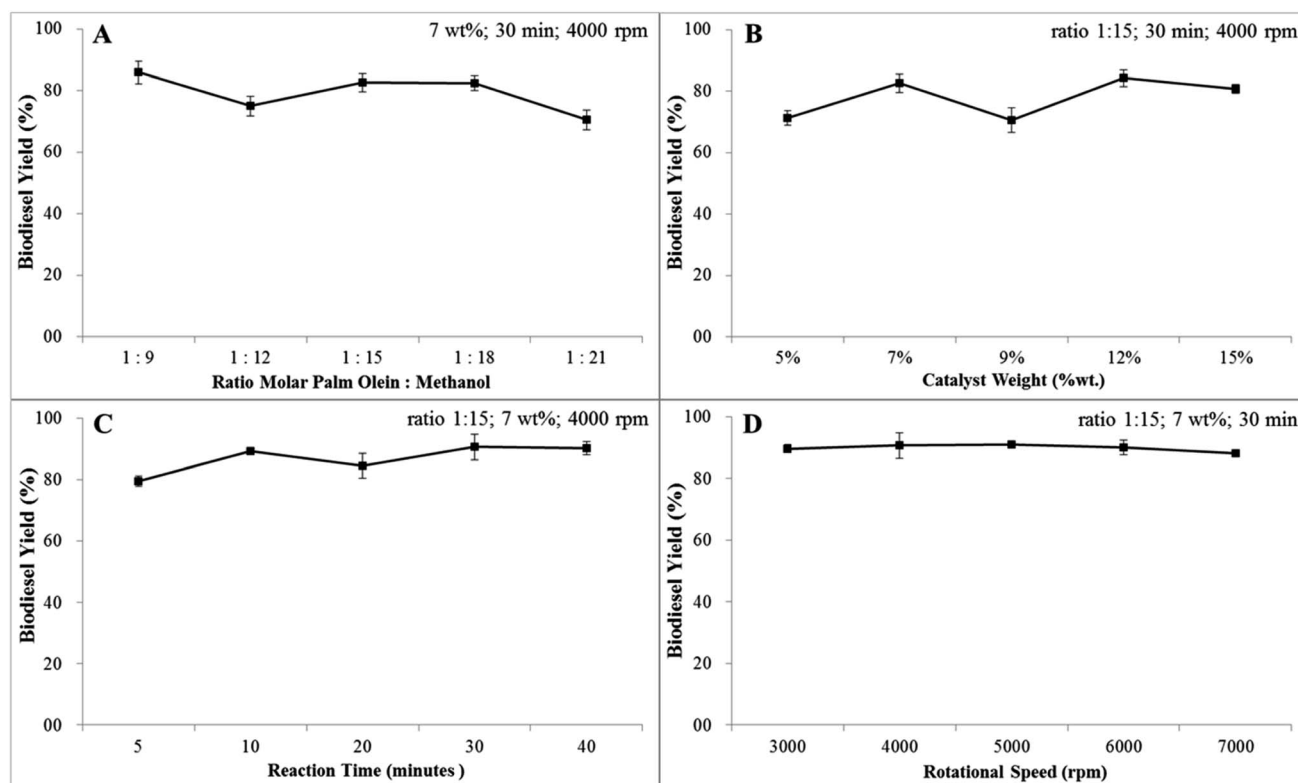 A
7 wt%; 30 min; 4000 rpm
100
80
60
40
20
00
Biodiesel Yield (%)
1 : 9
1 : 12
1 : 15
1 : 18
1 : 21
Ratio Molar Palm Olein : Methanol
B
ratio 1:15; 30 min; 4000 rpm
100
80
60
40
20
00
Biodiesel Yield (%)
5%
7%
9%
12%
15%
Catalyst Weight (%wt.)
C
ratio 1:15; 7 wt%; 4000 rpm
100
80
60
40
20
00
Biodiesel Yield (%)
5
10
20
30
40
Reaction Time (minutes )
D
ratio 1:15; 7 wt%; 30 min
100
80
60
40
20
00
Biodiesel Yield (%)
3000
4000
5000
6000
7000
Rotational Speed (rpm)